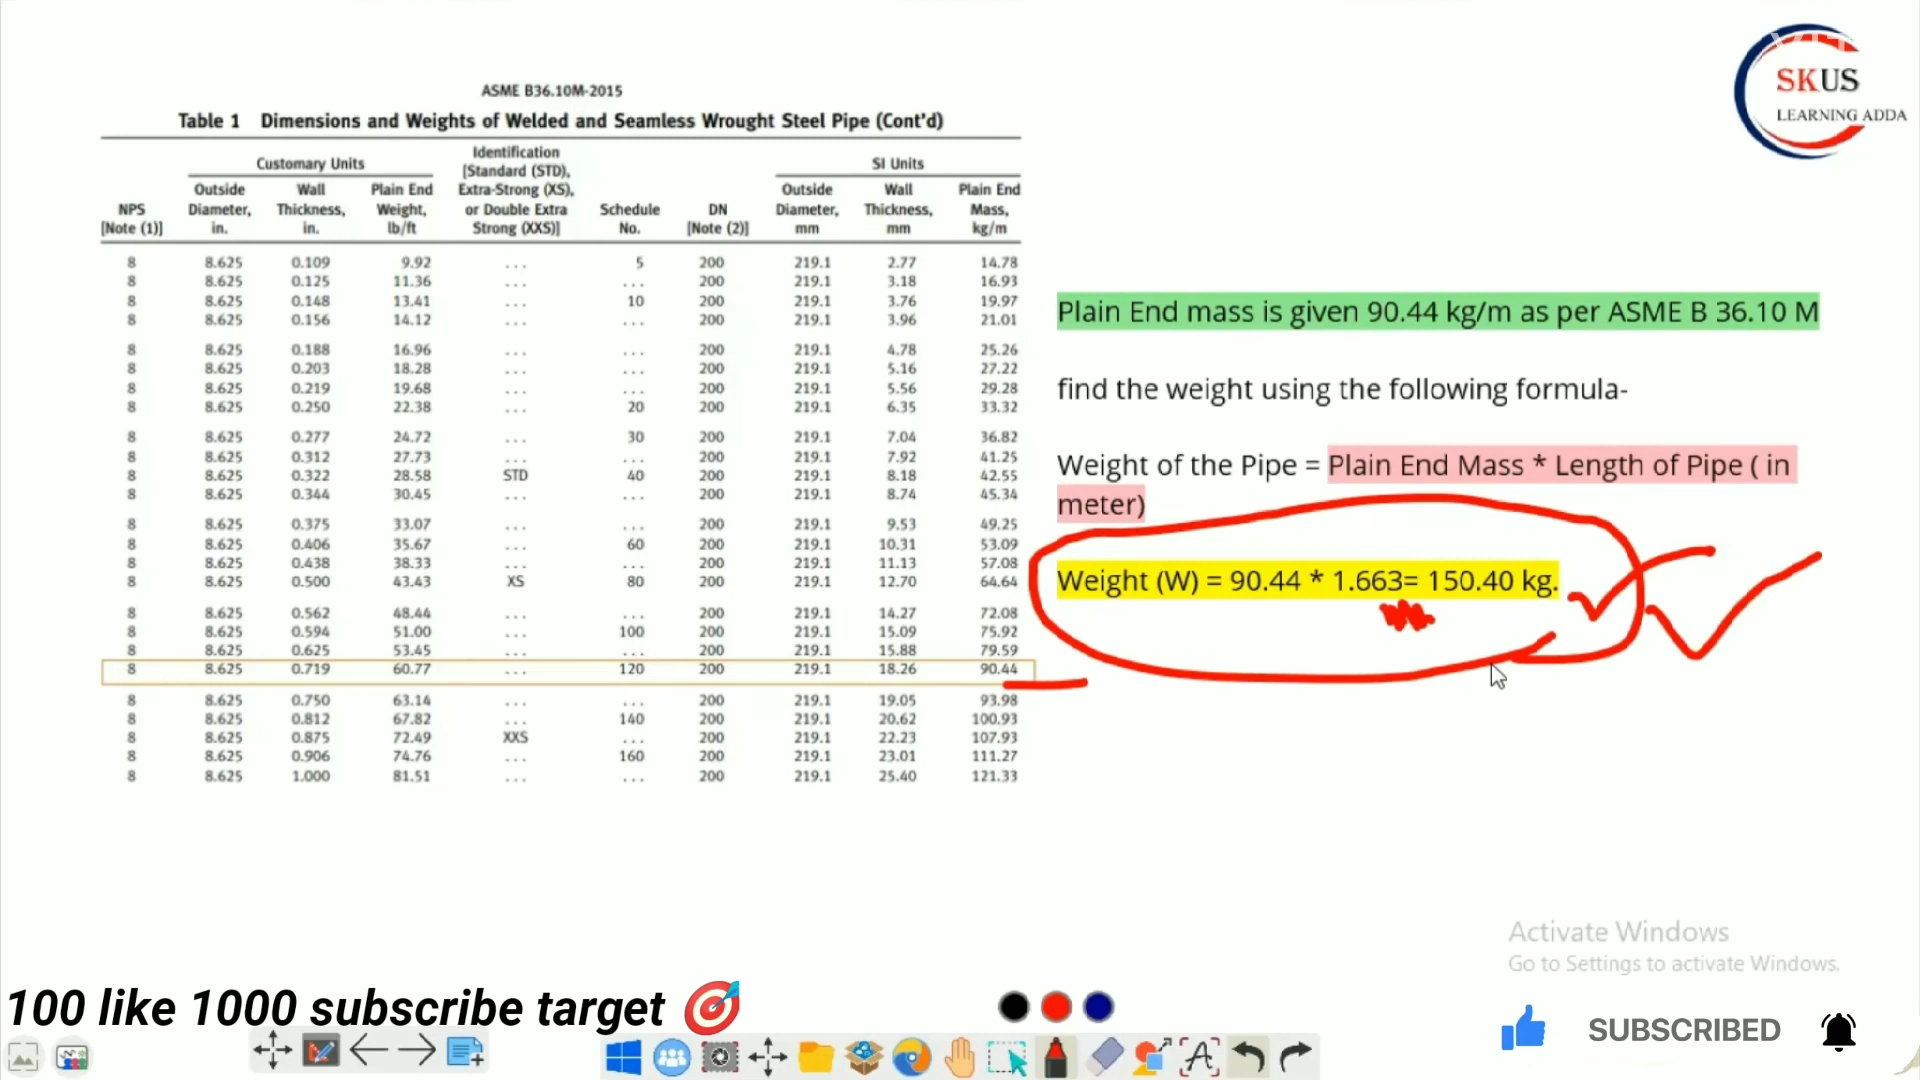 SKUS
LEARNING ADDA
ASME B36.10M-2015
Table 1 Dimensions and Weights of Welded and Seamless Wrought Steel Pipe (Cont'd)
Customary Units
Identification [Standard (STD), Extra-Strong (XS), or Double Extra Strong (XXS)]
SI Units
NPS [Note (1)] Outside Diameter, in. Wall Thickness, in. Plain End Weight, lb/ft Schedule No. DN [Note (2)] Outside Diameter, mm Wall Thickness, mm Plain End Mass, kg/m
8 8.625 0.109 9.92 ... 5 200 219.1 2.77 14.78
8 8.625 0.125 11.36 ... ... 200 219.1 3.18 16.93
8 8.625 0.148 13.41 ... 10 200 219.1 3.76 19.97
8 8.625 0.156 14.12 ... ... 200 219.1 3.96 21.01
8 8.625 0.188 16.96 ... ... 200 219.1 4.78 25.26
8 8.625 0.203 18.28 ... ... 200 219.1 5.16 27.22
8 8.625 0.219 19.68 ... ... 200 219.1 5.56 29.28
8 8.625 0.250 22.38 ... 20 200 219.1 6.35 33.32
8 8.625 0.277 24.72 ... 30 200 219.1 7.04 36.82
8 8.625 0.312 27.73 ... ... 200 219.1 7.92 41.25
8 8.625 0.322 28.58 STD 40 200 219.1 8.18 42.55
8 8.625 0.344 30.45 ... ... 200 219.1 8.74 45.34
8 8.625 0.375 33.07 ... ... 200 219.1 9.53 49.25
8 8.625 0.406 35.67 ... 60 200 219.1 10.31 53.09
8 8.625 0.438 38.33 ... ... 200 219.1 11.13 57.08
8 8.625 0.500 43.43 XS 80 200 219.1 12.70 64.64
8 8.625 0.562 48.44 ... ... 200 219.1 14.27 72.08
8 8.625 0.594 51.00 ... 100 200 219.1 15.09 75.92
8 8.625 0.625 53.45 ... ... 200 219.1 15.88 79.59
8 8.625 0.719 60.77 ... 120 200 219.1 18.26 90.44
8 8.625 0.750 63.14 ... ... 200 219.1 19.05 93.98
8 8.625 0.812 67.82 ... 140 200 219.1 20.62 100.93
8 8.625 0.875 72.49 XXS ... 200 219.1 22.23 107.93
8 8.625 0.906 74.76 ... 160 200 219.1 23.01 111.27
8 8.625 1.000 81.51 ... ... 200 219.1 25.40 121.33
Plain End mass is given 90.44 kg/m as per ASME B 36.10 M
find the weight using the following formula-
Weight of the Pipe = Plain End Mass * Length of Pipe ( in
meter)
Weight (W) = 90.44 * 1.663= 150.40 kg.
Activate Windows
Go to Settings to activate Windows.
100 like 1000 subscribe target
SUBSCRIBED